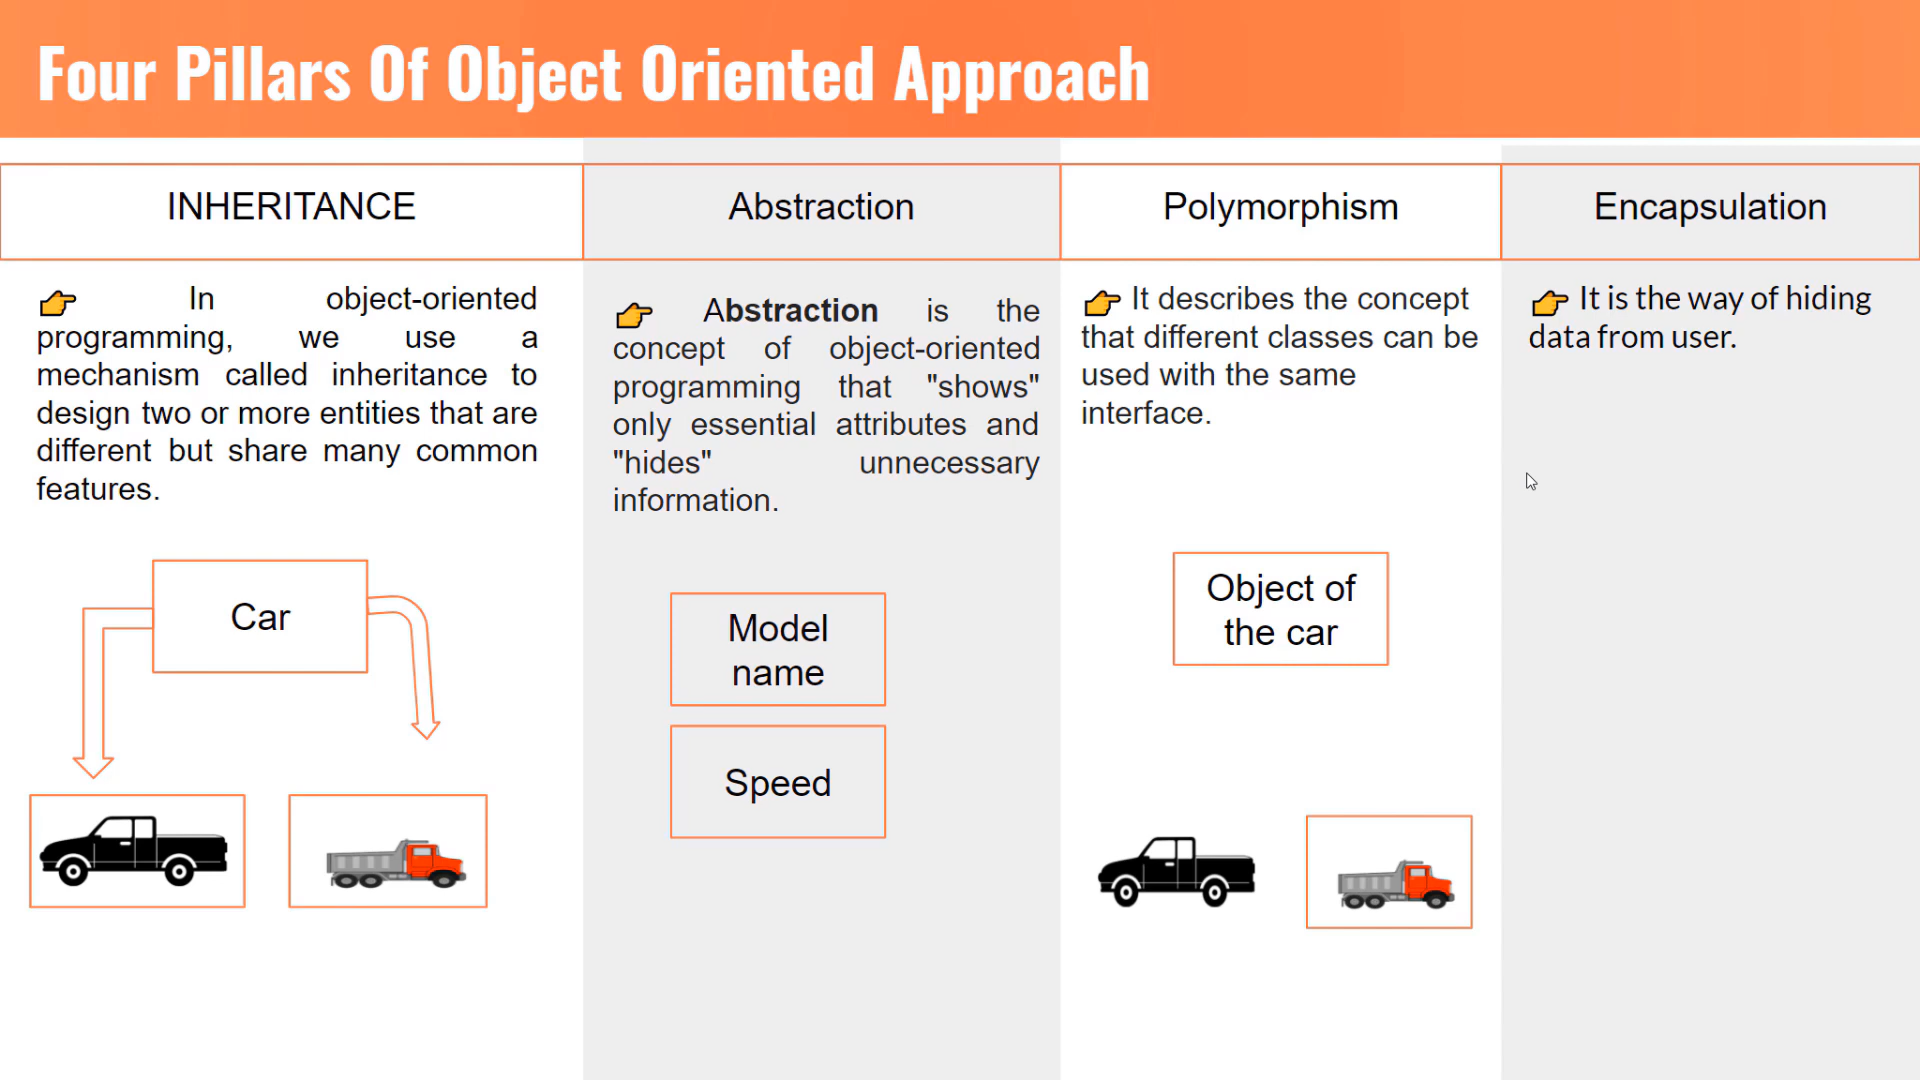 Four Pillars Of Object Oriented Approach
INHERITANCE
👉 In object-oriented
programming, we use a
mechanism called inheritance to
design two or more entities that are
different but share many common
features.
Car
Abstraction
👉 Abstraction is the
concept of object-oriented
programming that "shows"
only essential attributes and
"hides" unnecessary
information.
Model
name
Speed
Polymorphism
👉 It describes the concept
that different classes can be
used with the same
interface.
Object of
the car
Encapsulation
👉 It is the way of hiding
data from user.